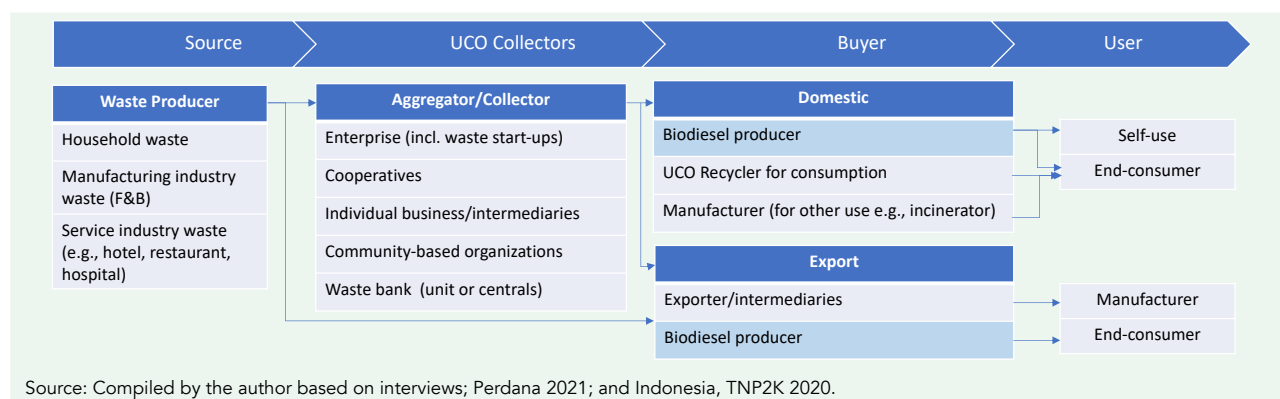 Source
UCO Collectors
Buyer
User
Waste Producer
Household waste
Manufacturing industry
waste (F&B)
Service industry waste
(e.g., hotel, restaurant,
hospital)
Aggregator/Collector
Enterprise (incl. waste start-ups)
Cooperatives
Individual business/intermediaries
Community-based organizations
Waste bank  (unit or centrals)
Domestic
Biodiesel producer
UCO Recycler for consumption
Manufacturer (for other use e.g., incinerator)
Export
Exporter/intermediaries
Biodiesel producer
Self-use
End-consumer
Manufacturer
End-consumer
Source: Compiled by the author based on interviews; Perdana 2021; and Indonesia, TNP2K 2020.